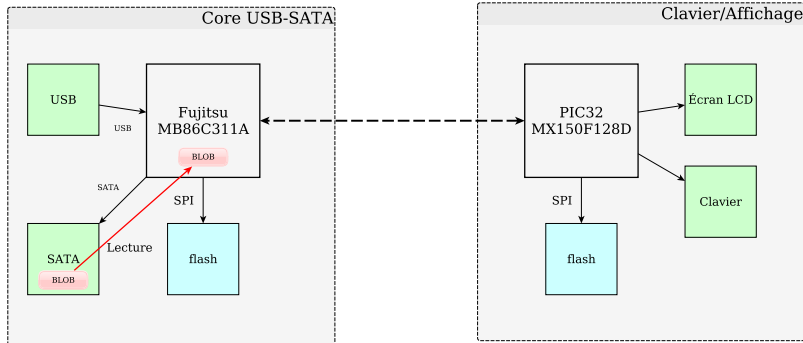 Core USB-SATA
USB
USB
Fujitsu
MB86C311A
BLOB
SATA
SPI
Lecture
SATA
BLOB
flash
Clavier/Affichage
PIC32
MX150F128D
Écran LCD
SPI
Clavier
flash